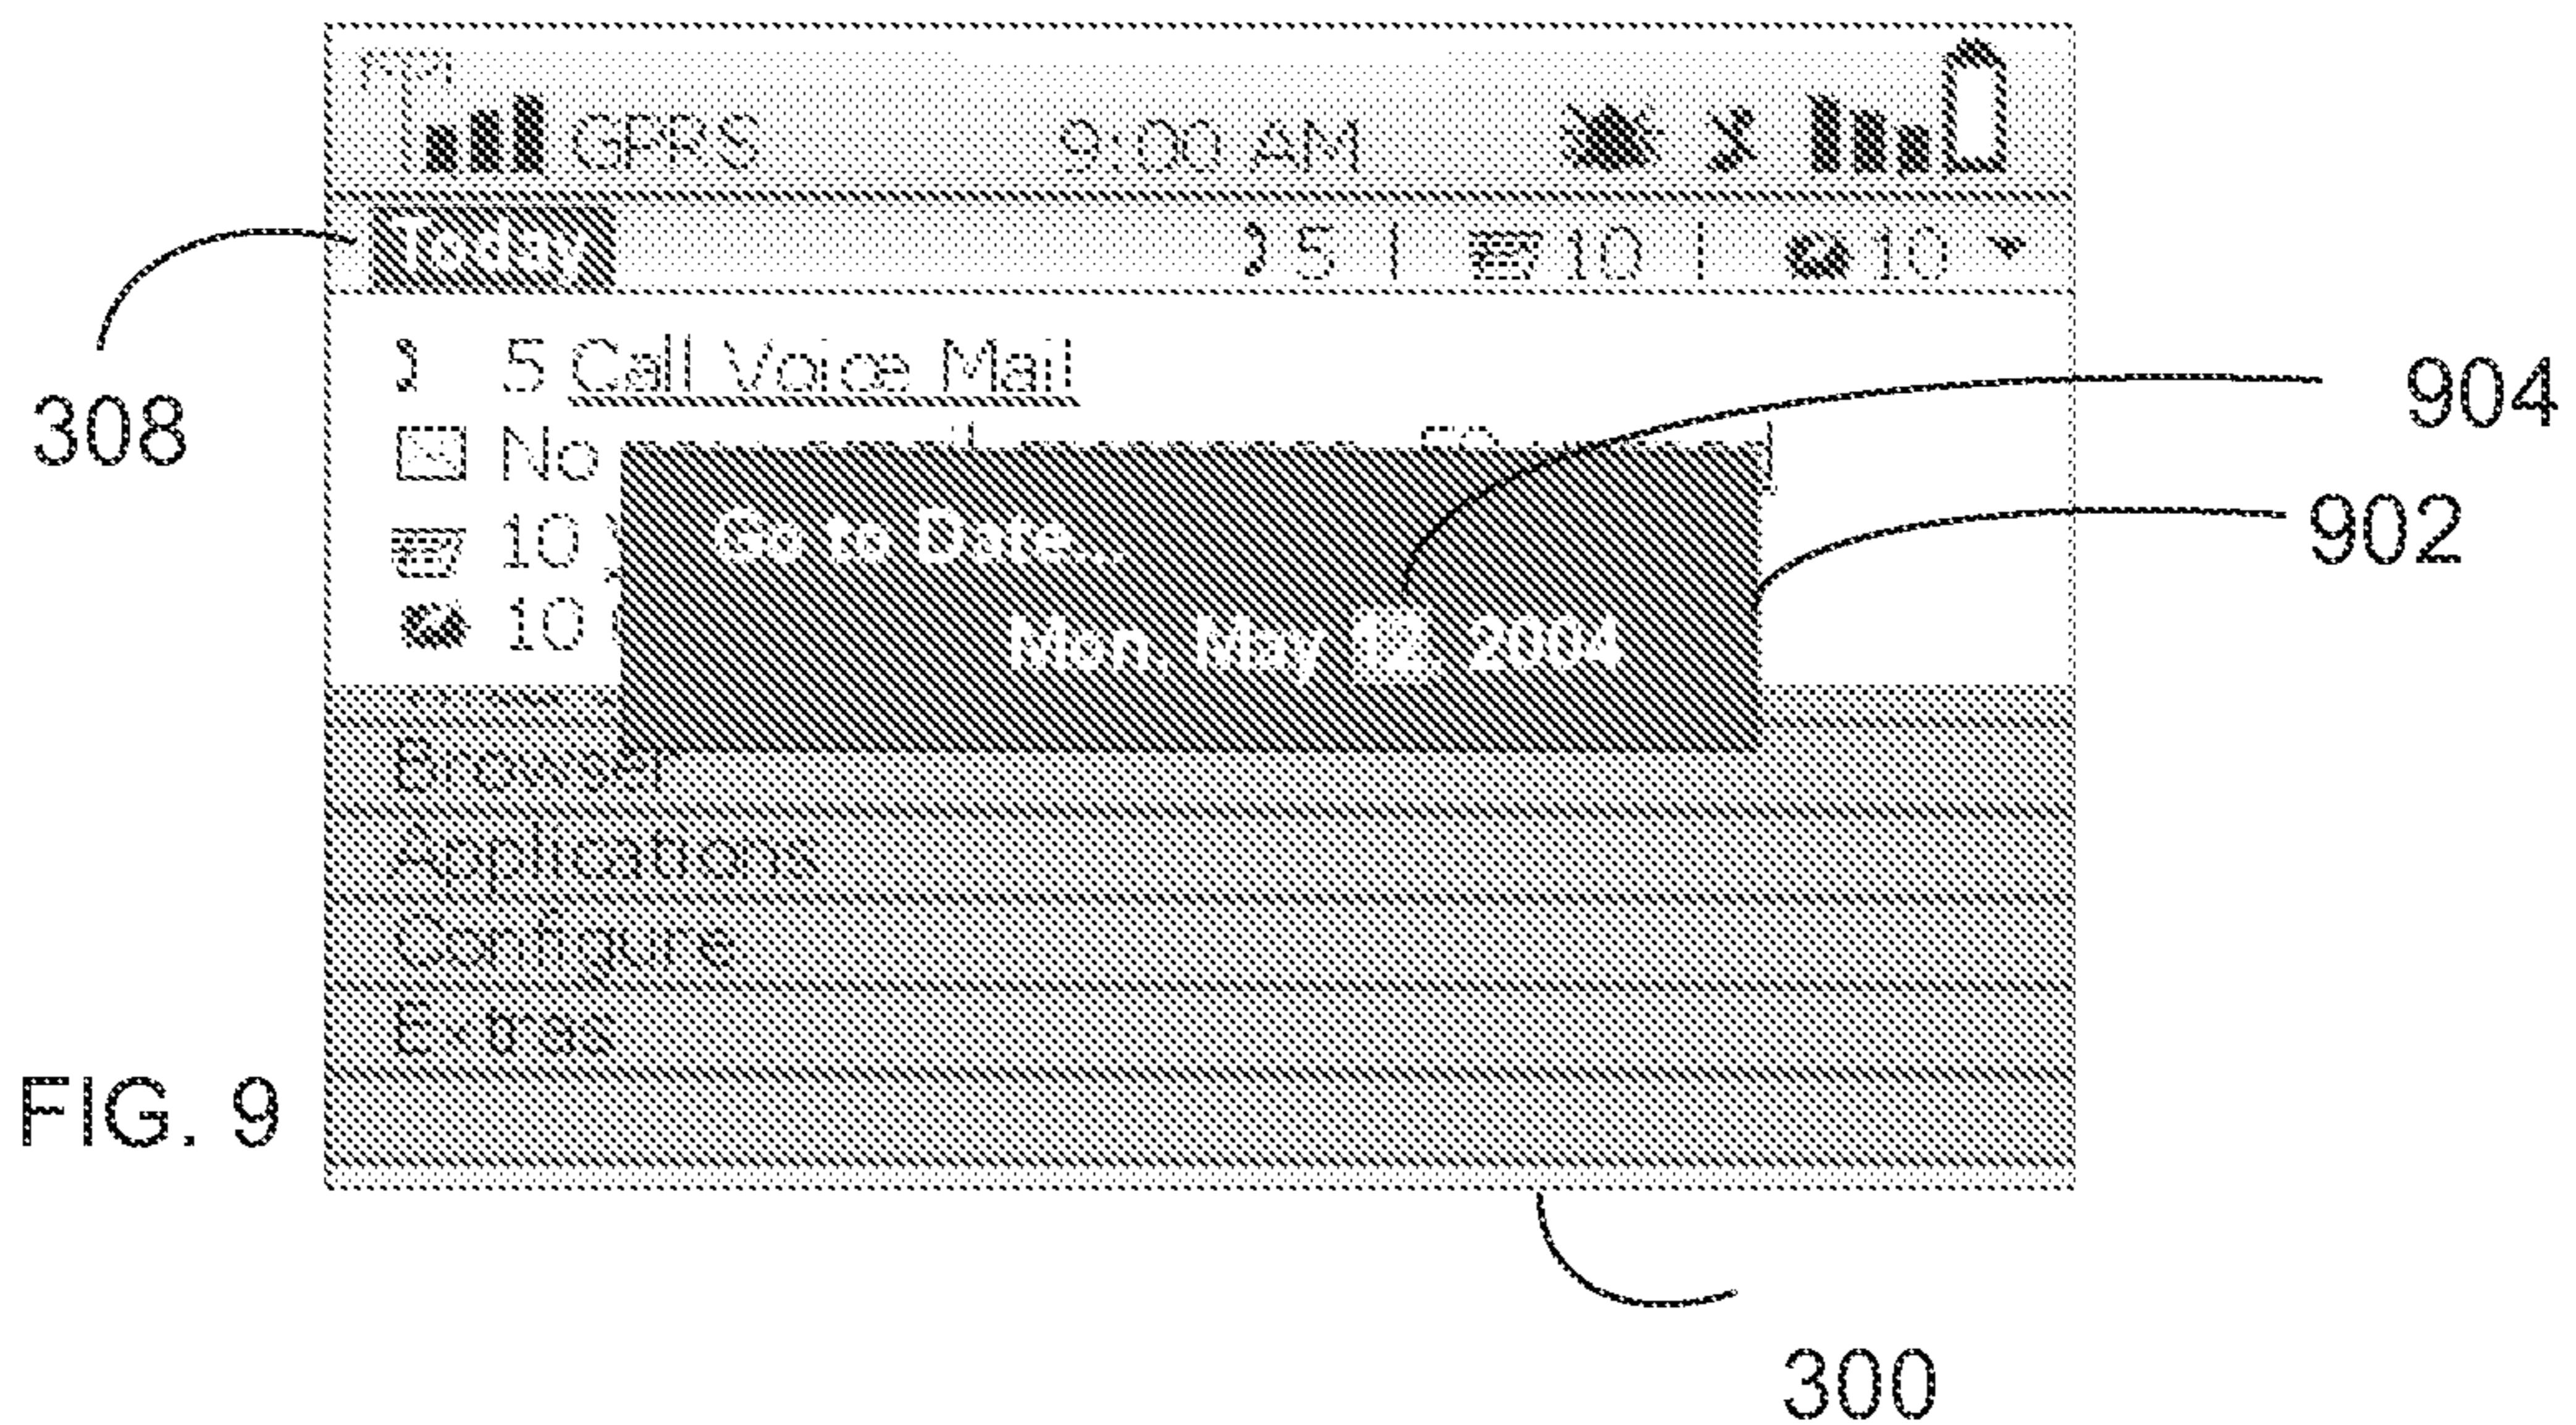 GPRS 9:00 AM
Today 5 | 10 | 10
308
5 Call Voice Mail
904
No
902
10
Go to Date...
10
Mon, May 12, 2004
Browser
Applications
Configure
Extras
FIG. 9
300